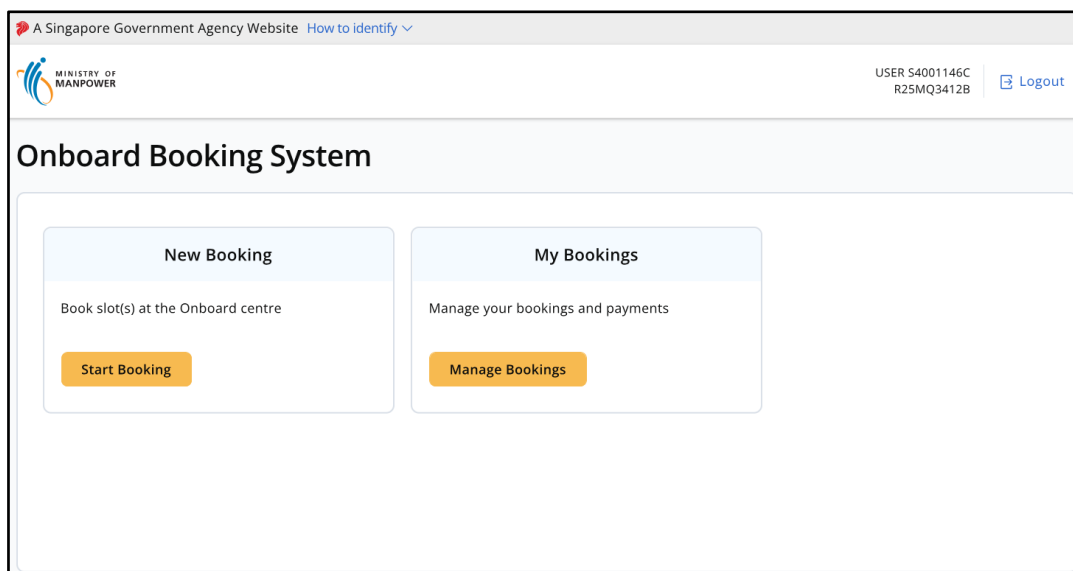 A Singapore Government Agency Website How to identify
MINISTRY OF
MANPOWER
USER S4001146C
R25MQ3412B
Logout
Onboard Booking System
New Booking
Book slot(s) at the Onboard centre
Start Booking
My Bookings
Manage your bookings and payments
Manage Bookings